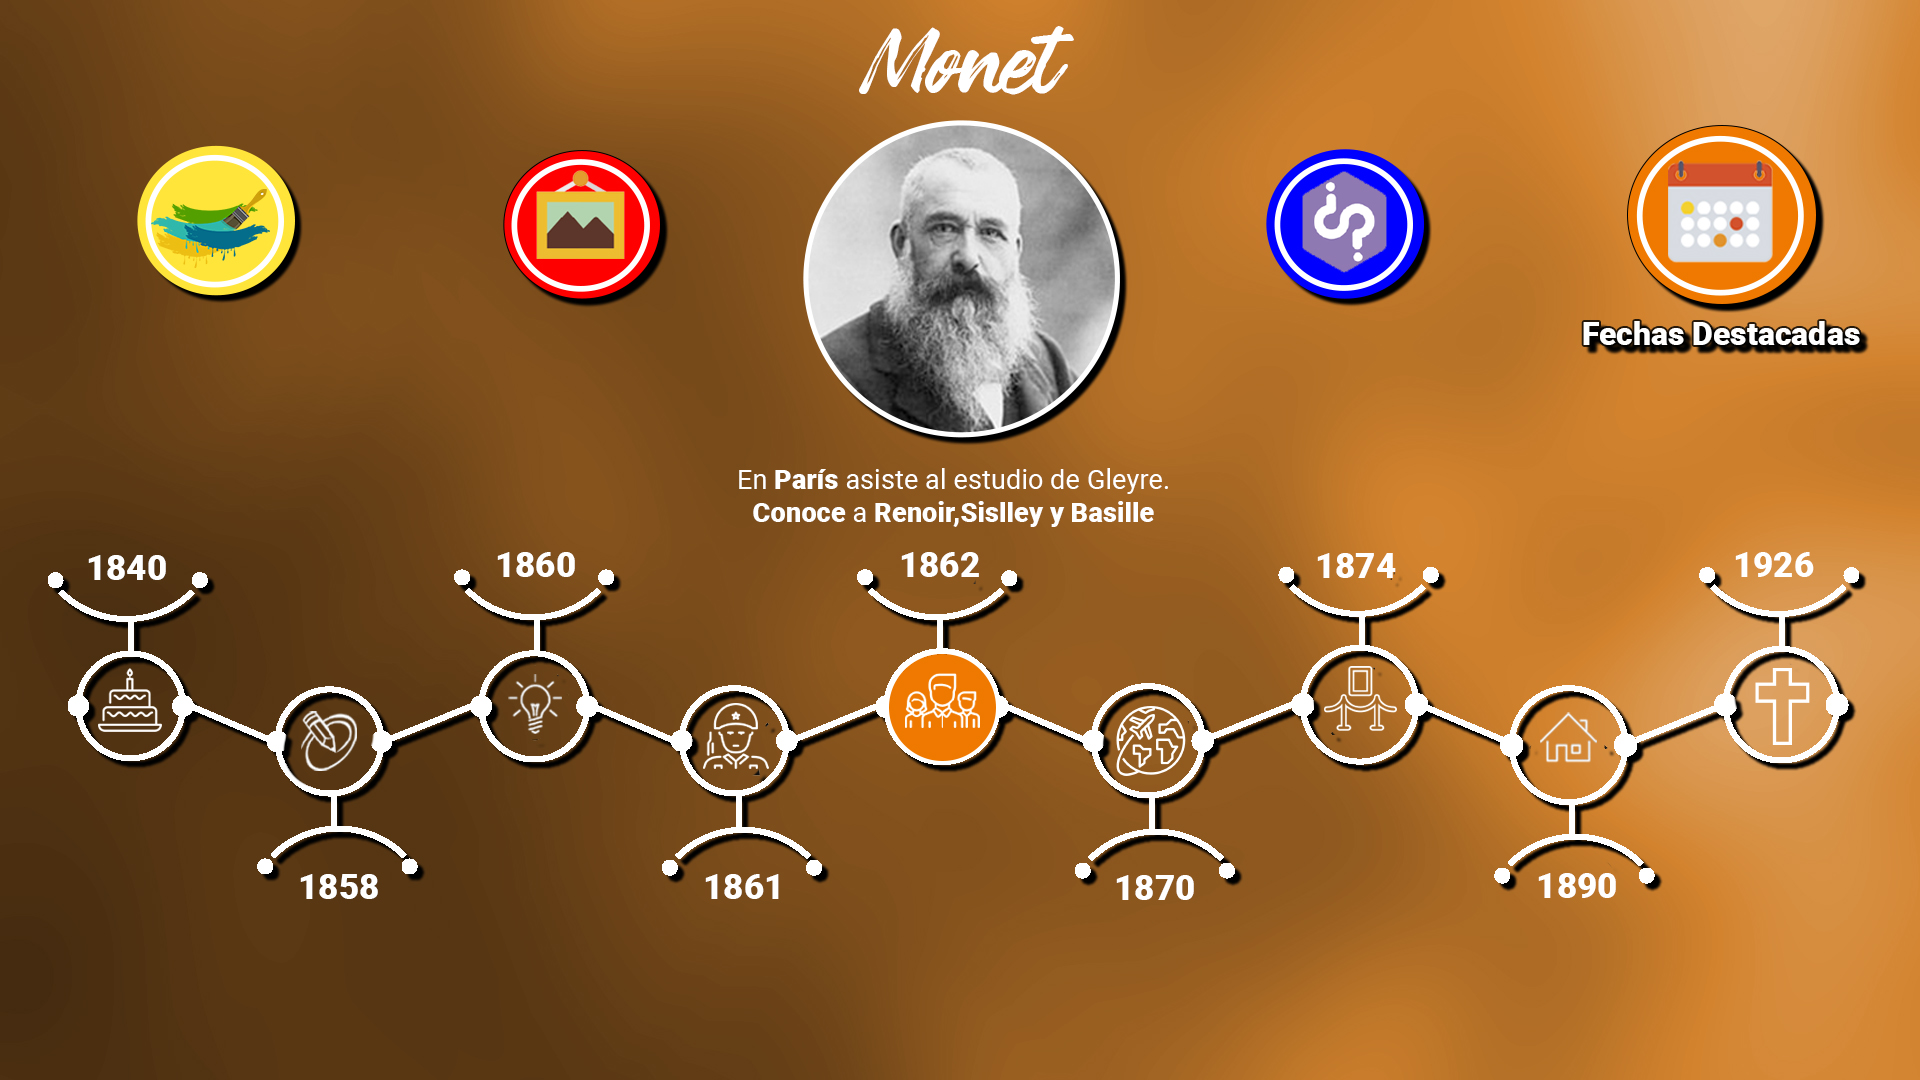 Monet
Fechas Destacadas
En París asiste al estudio de Gleyre.
Conoce a Renoir,Sislley y Basille
1840
1860
1862
1874
1926
1858
1861
1870
1890